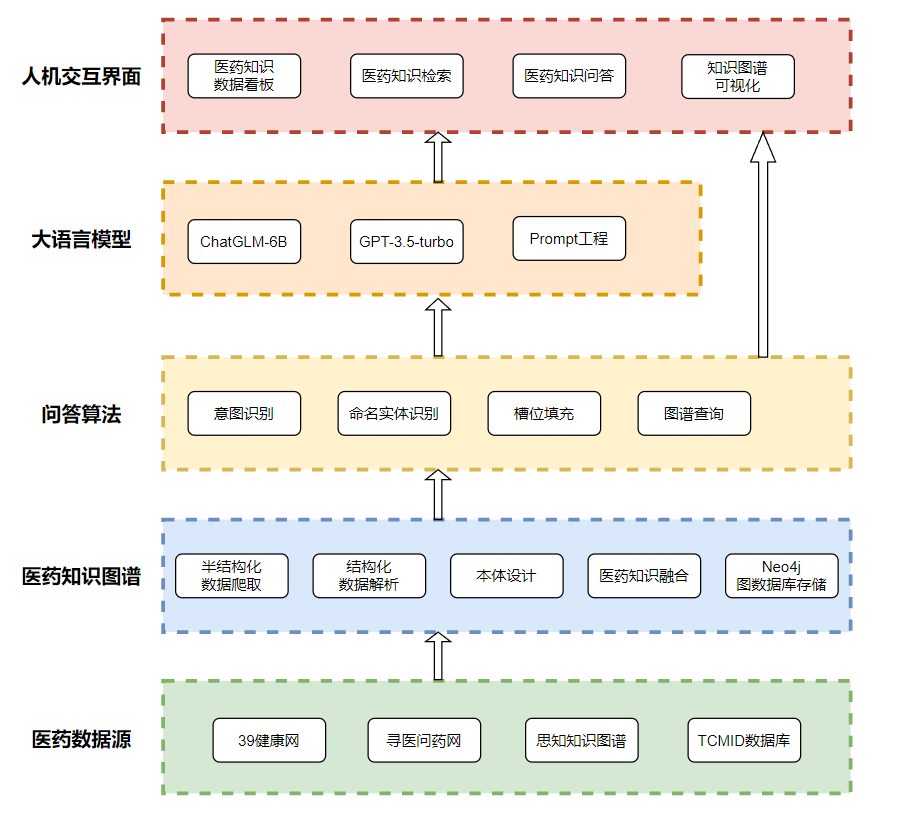 人机交互界面
医药知识
数据看板
医药知识检索
医药知识问答
知识图谱
可视化
大语言模型
ChatGLM-6B
GPT-3.5-turbo
Prompt工程
问答算法
意图识别
命名实体识别
槽位填充
图谱查询
医药知识图谱
半结构化
数据爬取
结构化
数据解析
本体设计
医药知识融合
Neo4j
图数据库存储
医药数据源
39健康网
寻医问药网
思知知识图谱
TCMID数据库